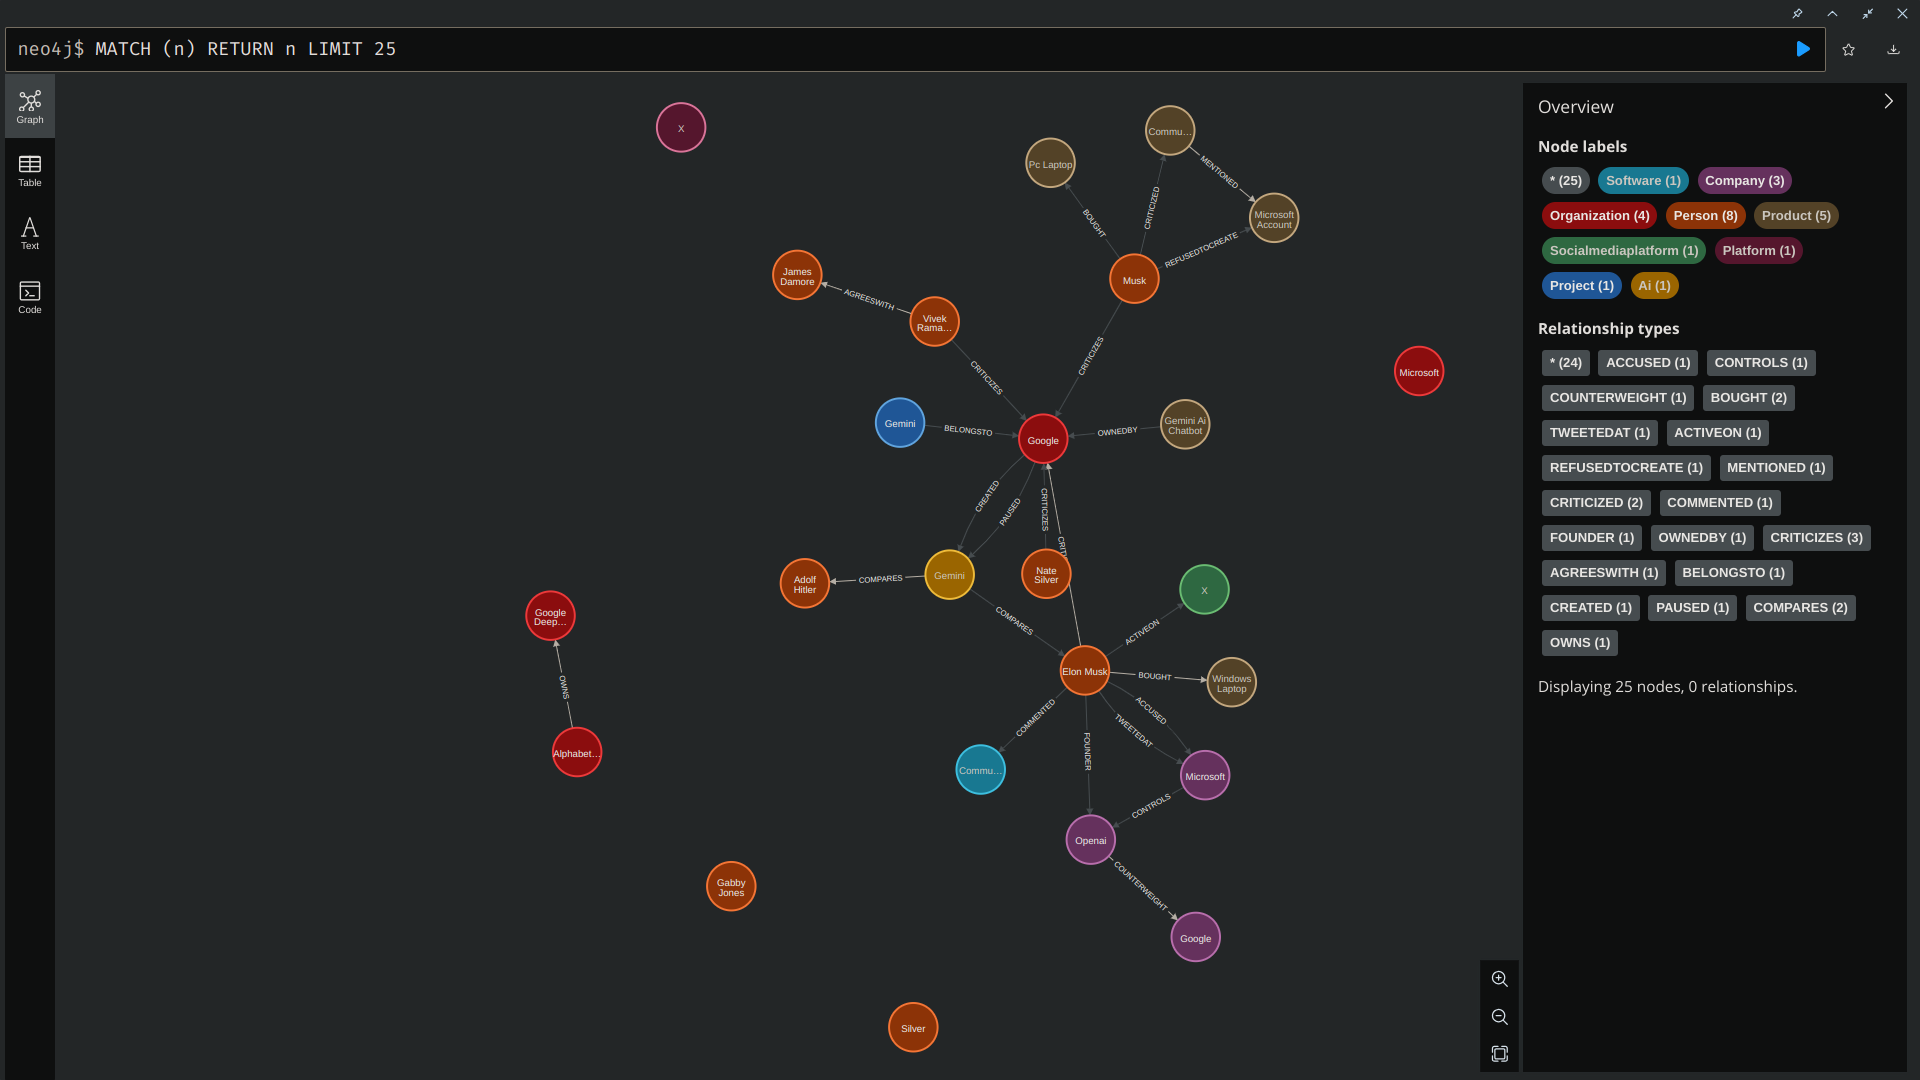 neo4j$ MATCH (n) RETURN n LIMIT 25
Graph
Table
Text
Code
X
Commu...
Pc Laptop
MENTIONED
CRITICIZED
BOUGHT
Microsoft
Account
REFUSEDTOCREATE
James
Damore
Musk
AGREESWITH
Vivek
Rama...
CRITICIZES
CRITICIZES
Microsoft
Gemini
BELONGSTO
Google
OWNEDBY
Gemini Ai
Chatbot
CREATED
PAUSED
CRITICIZES
CRITI
Adolf
Hitler
COMPARES
Gemini
Nate
Silver
X
Google
Deep...
COMPARES
ACTIVEON
Elon Musk
BOUGHT
Windows
Laptop
OWNS
COMMENTED
ACCUSED
TWEETEDAT
FOUNDER
Alphabet...
Commu...
Microsoft
CONTROLS
Openai
COUNTERWEIGHT
Gabby
Jones
Google
Silver
Overview
Node labels
* (25) Software (1) Company (3)
Organization (4) Person (8) Product (5)
Socialmediaplatform (1) Platform (1)
Project (1) Ai (1)
Relationship types
* (24) ACCUSED (1) CONTROLS (1)
COUNTERWEIGHT (1) BOUGHT (2)
TWEETEDAT (1) ACTIVEON (1)
REFUSEDTOCREATE (1) MENTIONED (1)
CRITICIZED (2) COMMENTED (1)
FOUNDER (1) OWNEDBY (1) CRITICIZES (3)
AGREESWITH (1) BELONGSTO (1)
CREATED (1) PAUSED (1) COMPARES (2)
OWNS (1)
Displaying 25 nodes, 0 relationships.